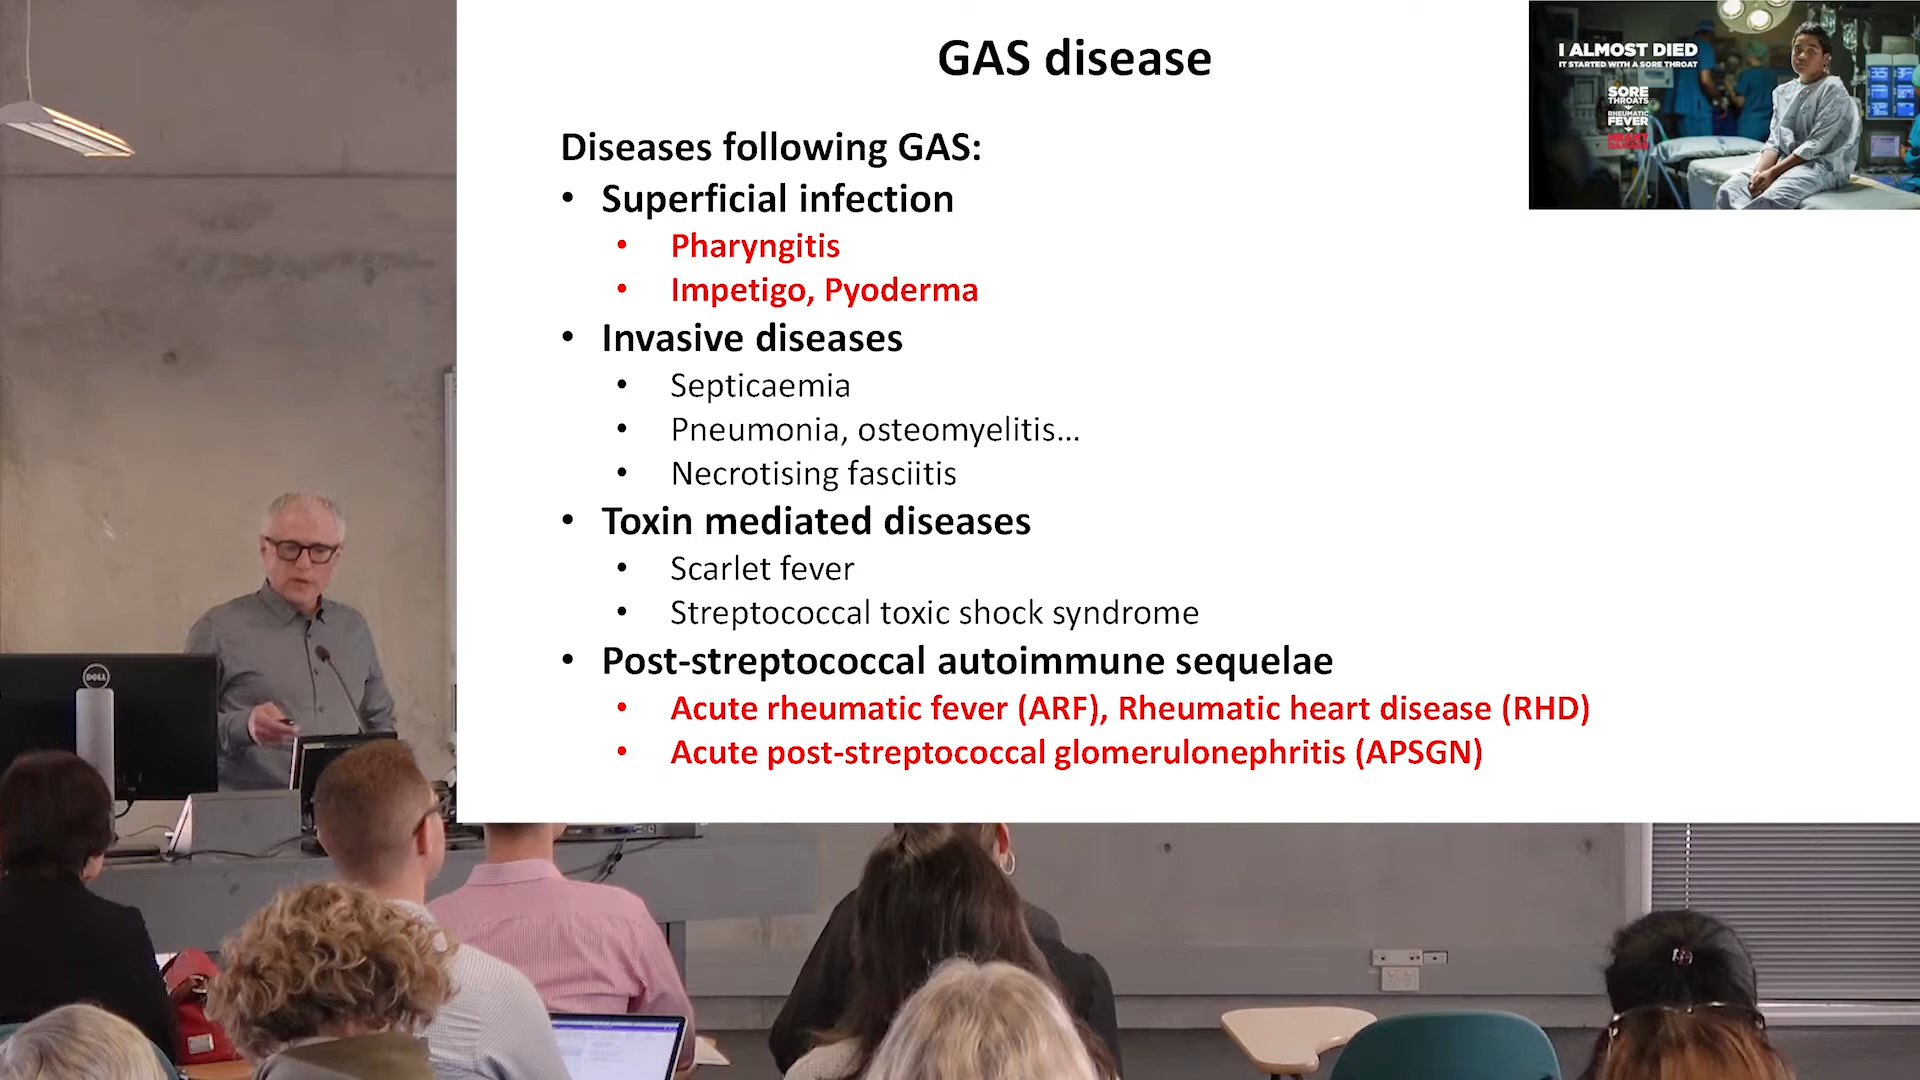 GAS disease
I ALMOST DIED
IT STARTED WITH A SORE THROAT
SORE
THROATS
RHEUMATIC
FEVER
HEART
DISEASE
Diseases following GAS:
• Superficial infection
• Pharyngitis
• Impetigo, Pyoderma
• Invasive diseases
• Septicaemia
• Pneumonia, osteomyelitis...
• Necrotising fasciitis
• Toxin mediated diseases
• Scarlet fever
• Streptococcal toxic shock syndrome
• Post-streptococcal autoimmune sequelae
• Acute rheumatic fever (ARF), Rheumatic heart disease (RHD)
• Acute post-streptococcal glomerulonephritis (APSGN)
DELL